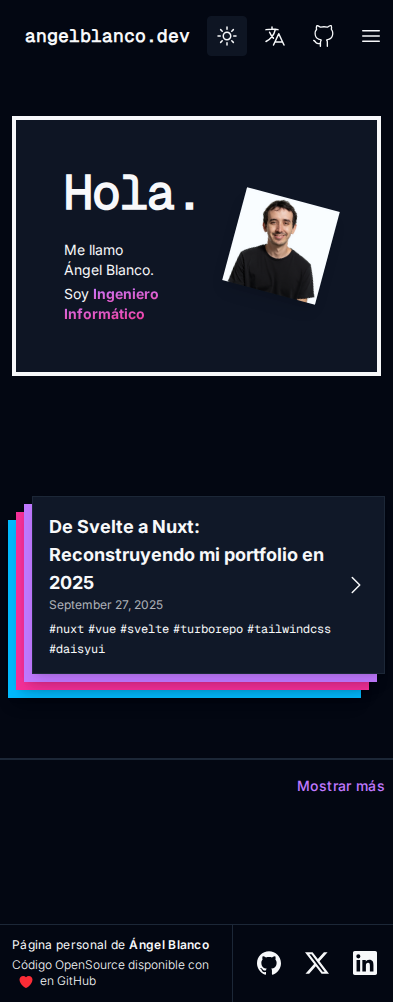 angelblanco.dev
Hola.
Me llamo
Ángel Blanco.
Soy Ingeniero
Informático
De Svelte a Nuxt:
Reconstruyendo mi portfolio en
2025
September 27, 2025
#nuxt #vue #svelte #turborepo #tailwindcss
#daisyui
Mostrar más
Página personal de Ángel Blanco
Código OpenSource disponible con
❤️ en GitHub